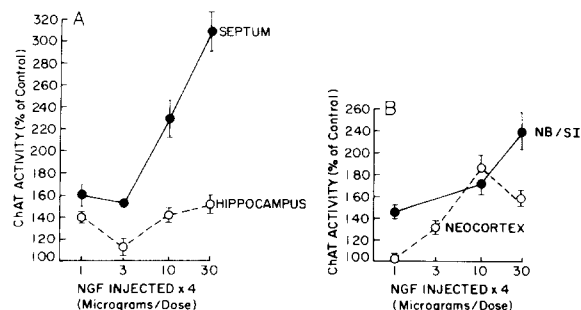 A
ChAT ACTIVITY (% of Control)
320
300
280
260
240
220
200
180
160
140
120
100
SEPTUM
HIPPOCAMPUS
1 3 10 30
NGF INJECTED x 4
(Micrograms/Dose)
B
ChAT ACTIVITY (% of Control)
260
240
220
200
180
160
140
120
100
NB/SI
NEOCORTEX
1 3 10 30
NGF INJECTED x 4
(Micrograms/Dose)